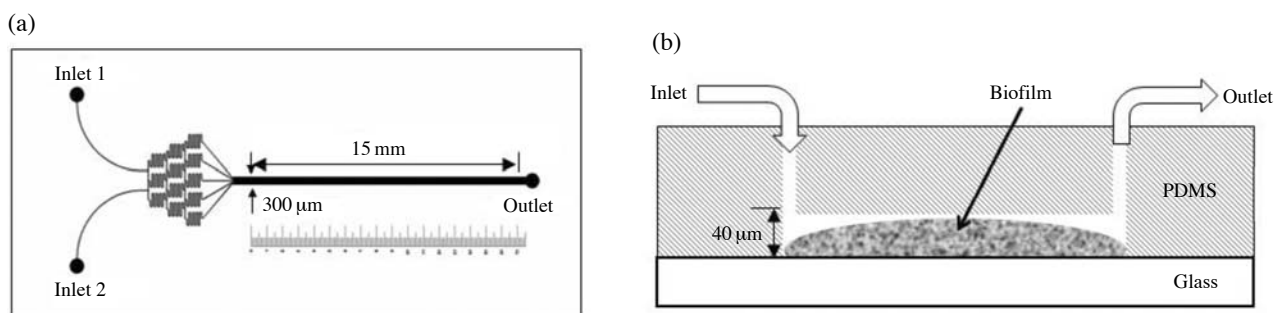 (a)
Inlet 1
15 mm
300 µm
Outlet
Inlet 2
(b)
Inlet
Biofilm
Outlet
PDMS
40 µm
Glass